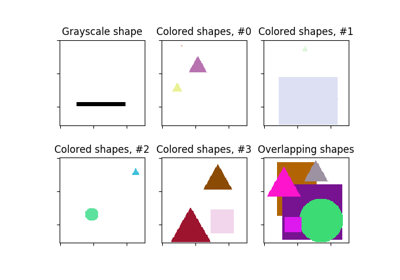 Grayscale shape
Colored shapes, #0
Colored shapes, #1
Colored shapes, #2
Colored shapes, #3
Overlapping shapes